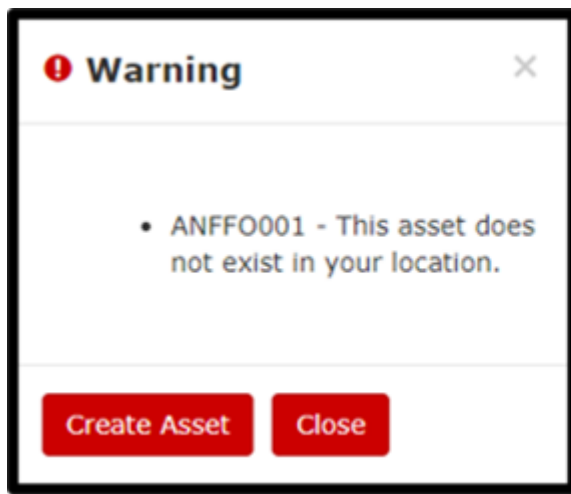 Warning
• ANFFO001 - This asset does
not exist in your location.
Create Asset
Close